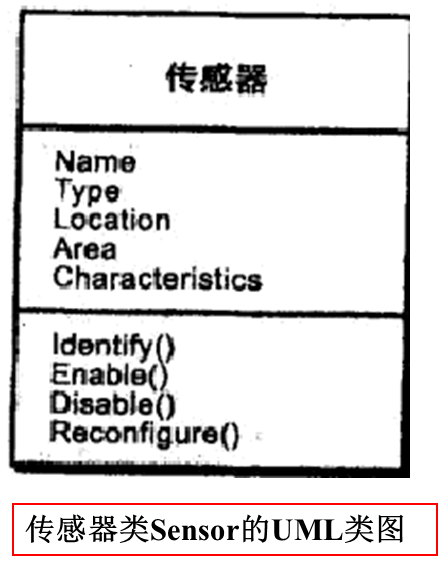 传感器
Name
Type
Location
Area
Characteristics
Identify()
Enable()
Disable()
Reconfigure()
传感器类Sensor的UML类图